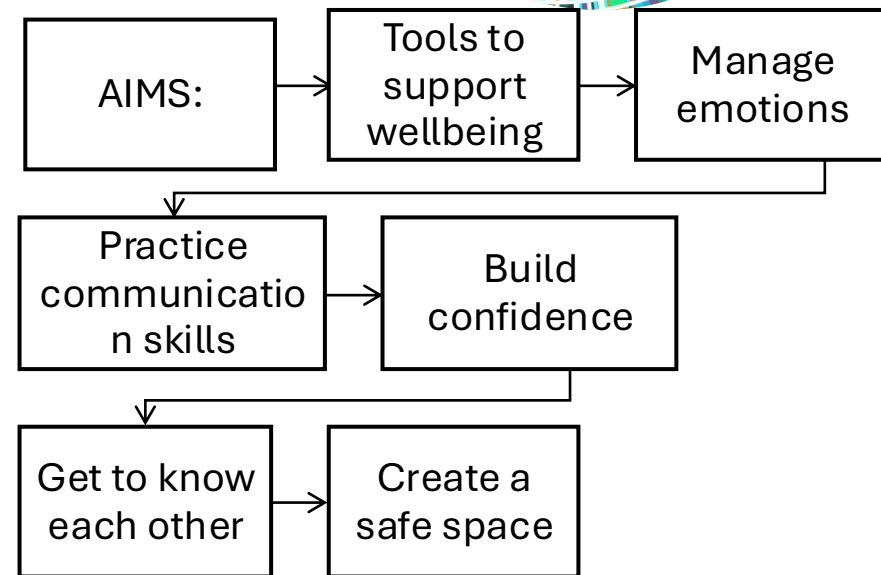 AIMS:
Tools to
support
wellbeing
Manage
emotions
Practice
communicatio
n skills
Build
confidence
Get to know
each other
Create a
safe space